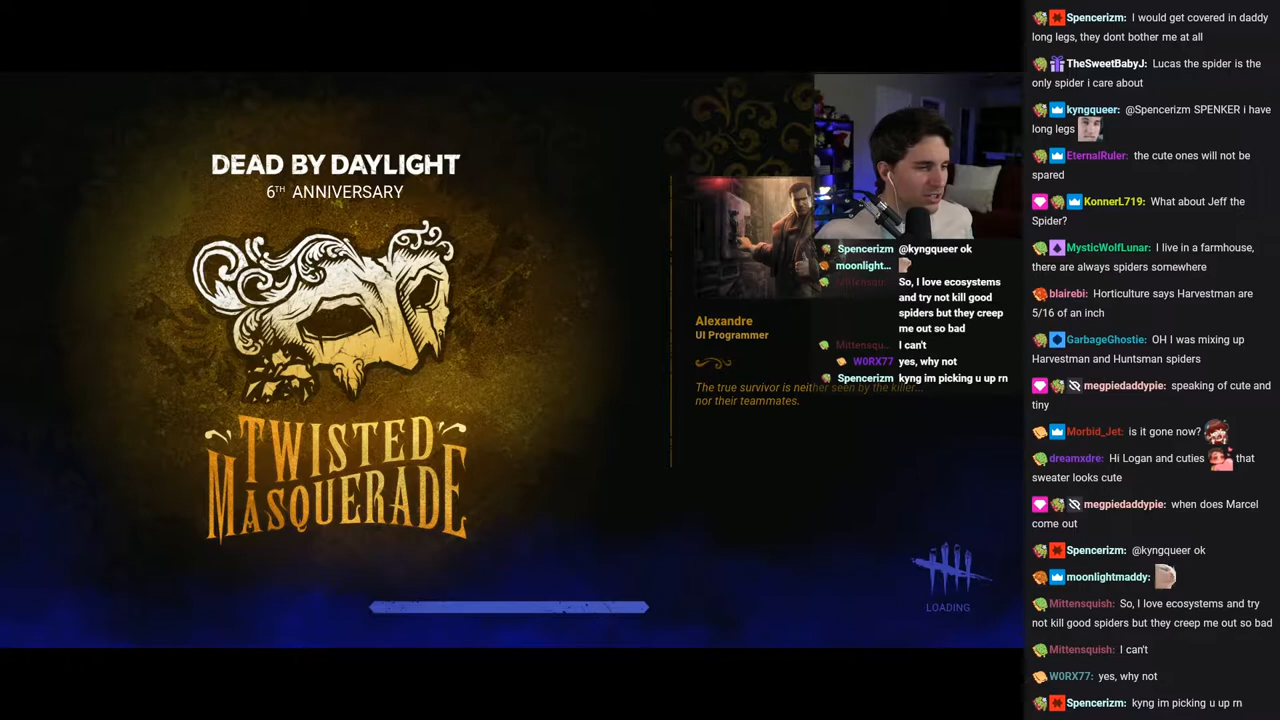 DEAD BY DAYLIGHT
6TH ANNIVERSARY
TWISTED
MASQUERADE
Alexandre
UI Programmer
The true survivor is neither seen by the killer...
nor their teammates.
LOADING
Spencerizm @kyngqueer ok
moonlight...
Mittensqu... So, I love ecosystems
and try not kill good
spiders but they creep
me out so bad
Mittensqu... I can't
W0RX77 yes, why not
Spencerizm kyng im picking u up rn
Spencerizm: I would get covered in daddy
long legs, they dont bother me at all
TheSweetBabyJ: Lucas the spider is the
only spider i care about
kyngqueer: @Spencerizm SPENKER i have
long legs
EternalRuler: the cute ones will not be
spared
KonnerL719: What about Jeff the
Spider?
MysticWolfLunar: I live in a farmhouse,
there are always spiders somewhere
blairebi: Horticulture says Harvestman are
5/16 of an inch
GarbageGhostie: OH I was mixing up
Harvestman and Huntsman spiders
megpiedaddypie: speaking of cute and
tiny
Morbid_Jet: is it gone now?
dreamxdre: Hi Logan and cuties that
sweater looks cute
megpiedaddypie: when does Marcel
come out
Spencerizm: @kyngqueer ok
moonlightmaddy:
Mittensquish: So, I love ecosystems and try
not kill good spiders but they creep me out so bad
Mittensquish: I can't
W0RX77: yes, why not
Spencerizm: kyng im picking u up rn